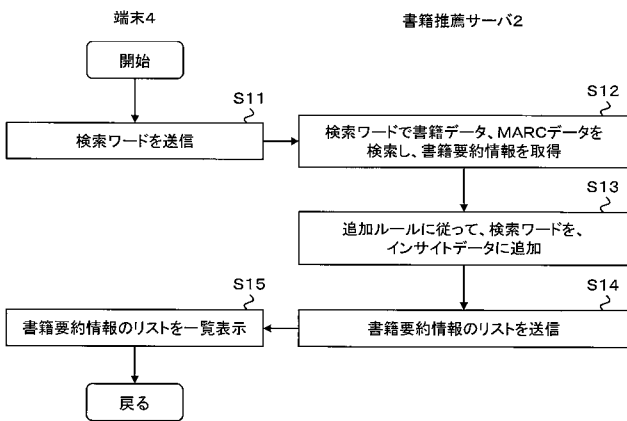 端末4
書籍推薦サーバ2
開始
S11
検索ワードを送信
S12
検索ワードで書籍データ、MARCデータを
検索し、書籍要約情報を取得
S13
追加ルールに従って、検索ワードを、
インサイトデータに追加
S14
書籍要約情報のリストを送信
S15
書籍要約情報のリストを一覧表示
戻る